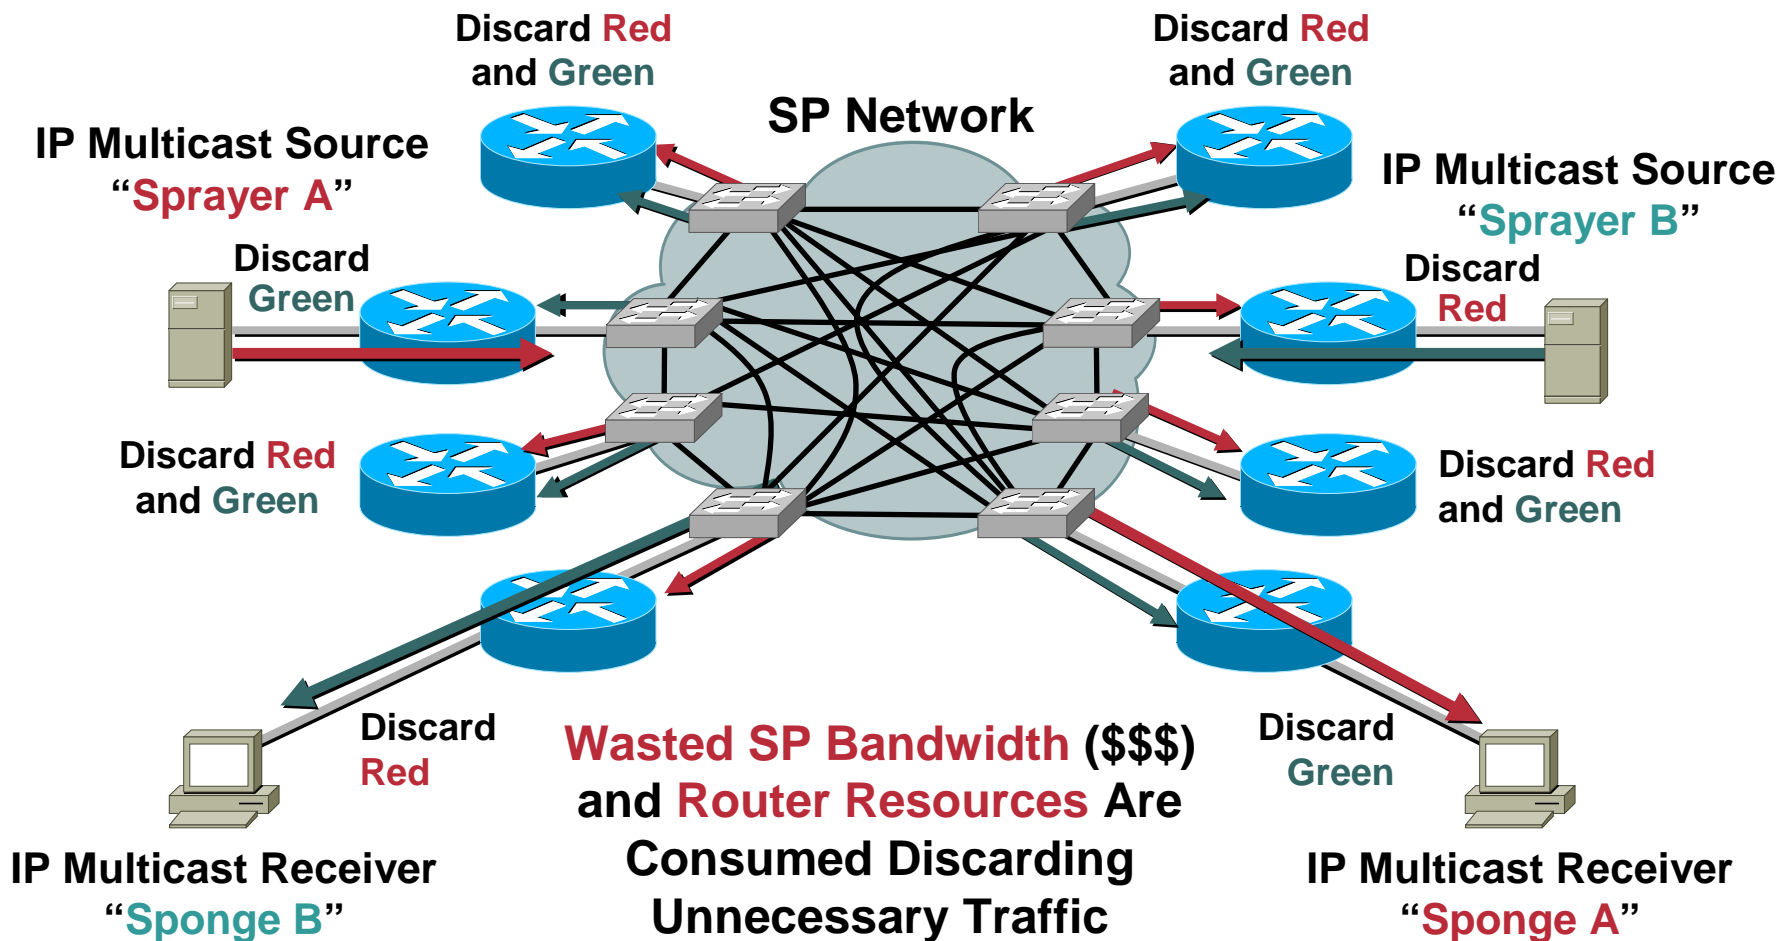 Discard Red
and Green
Discard Red
and Green
SP Network
IP Multicast Source
“Sprayer A”
IP Multicast Source
“Sprayer B”
Discard
Green
Discard
Red
Discard Red
and Green
Discard Red
and Green
Discard
Red
Wasted SP Bandwidth ($$$)
and Router Resources Are
Consumed Discarding
Unnecessary Traffic
Discard
Green
IP Multicast Receiver
“Sponge B”
IP Multicast Receiver
“Sponge A”